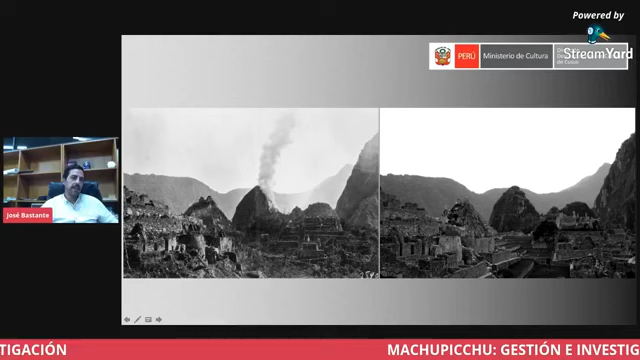 Powered by
StreamYard
PERÚ
Ministerio de Cultura
de Cusco
José Bastante
TIGACIÓN
MACHUPICCHU: GESTIÓN E INVESTIG